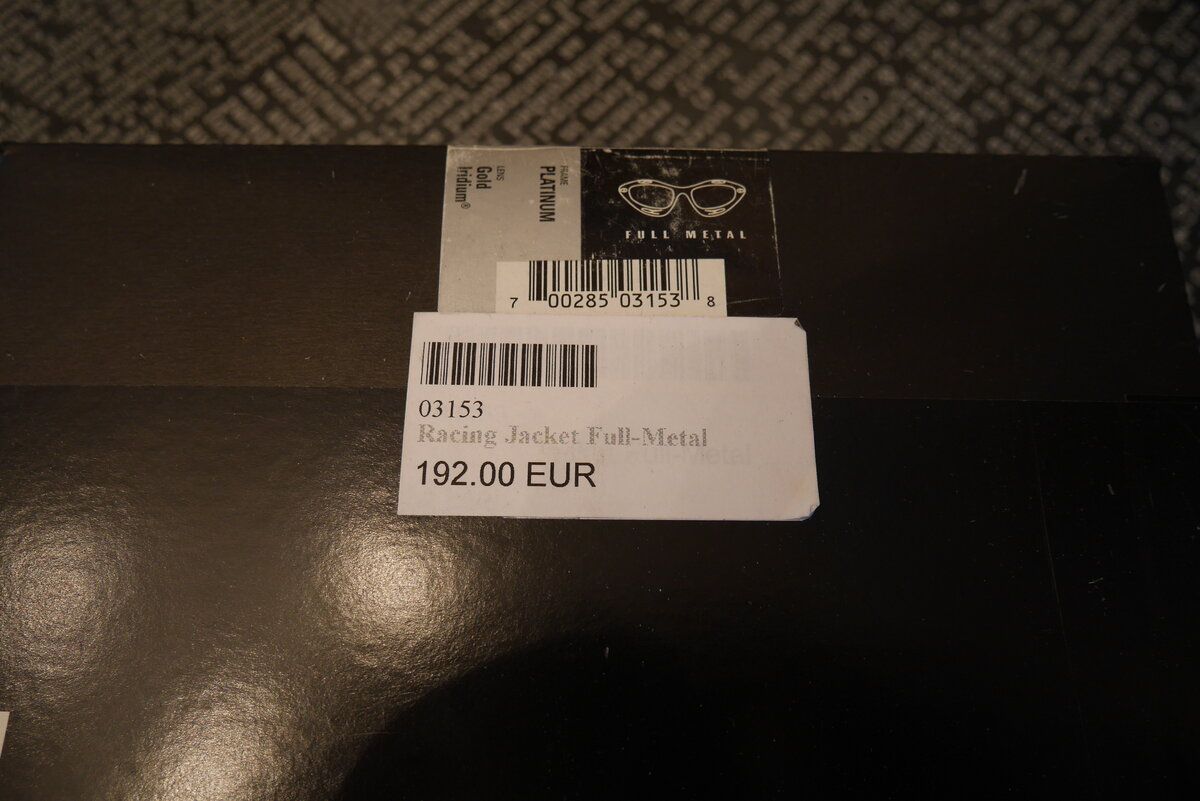 FRAME
PLATINUM
LENS
Gold
Iridium®
FULL METAL
7 00285 03153 8
03153
Racing Jacket Full-Metal
192.00 EUR